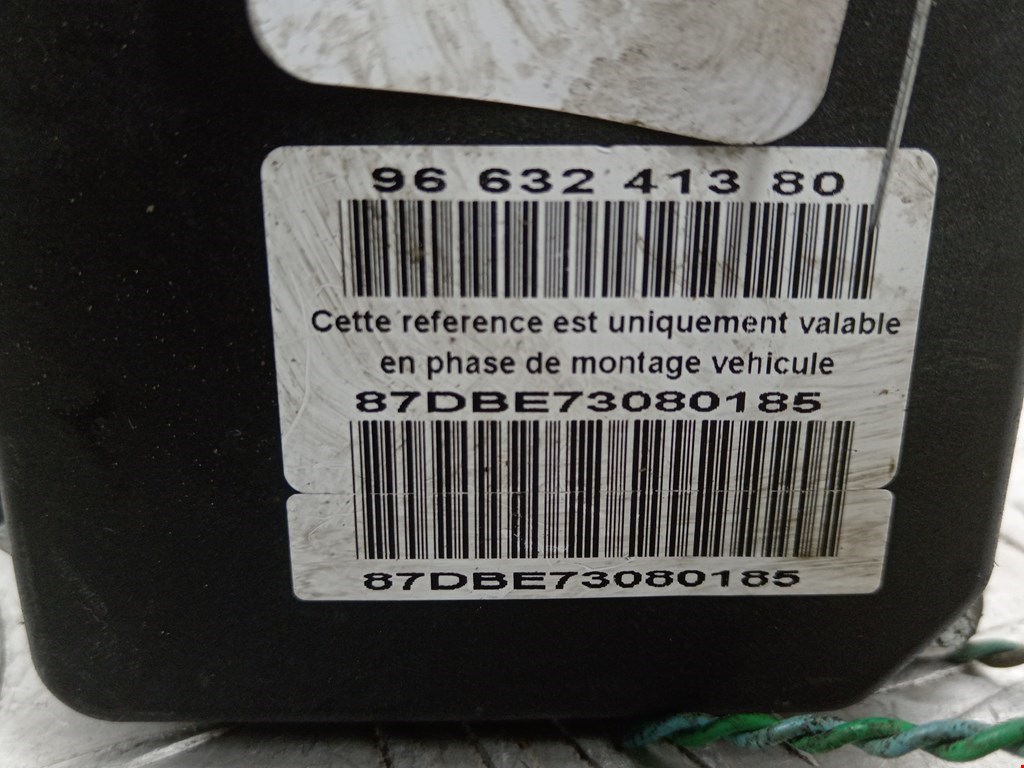 96 632 413 80
Cette reference est uniquement valable
en phase de montage vehicule
87DBE73080185
87DBE73080185